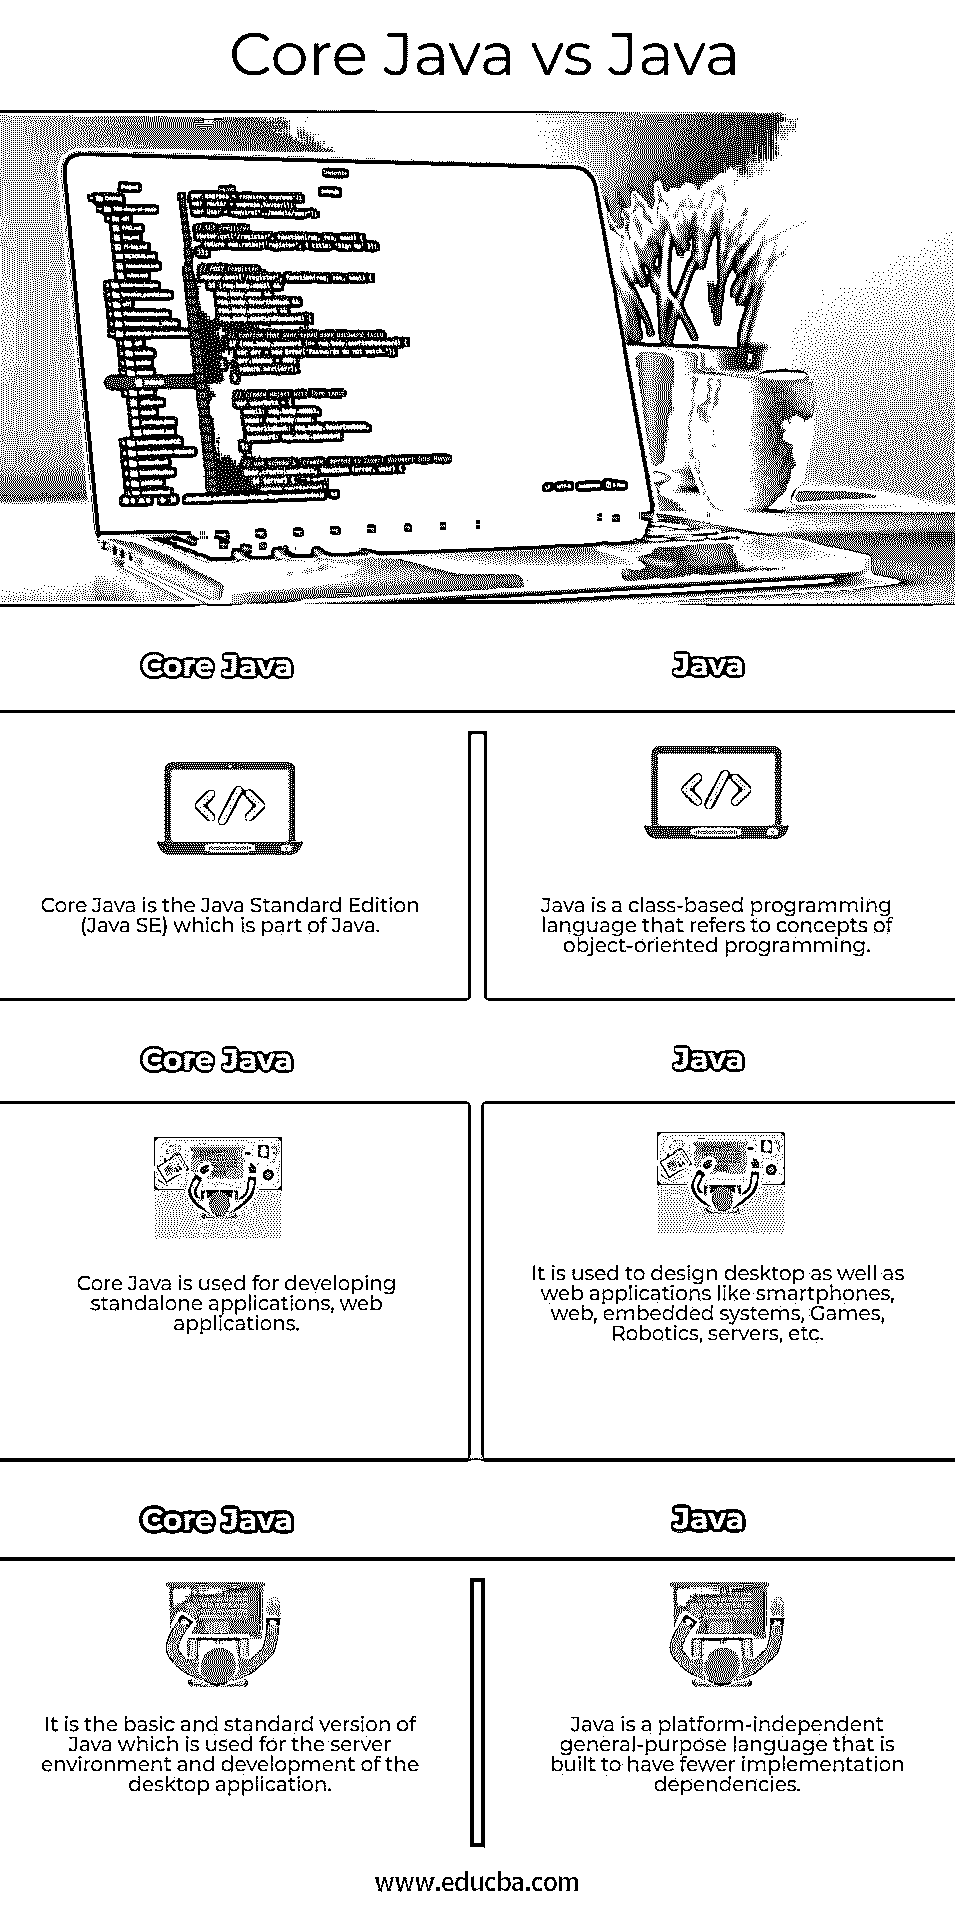 Core Java vs Java
Core Java
Java
Core Java is the Java Standard Edition
(Java SE) which is part of Java.
Java is a class-based programming
language that refers to concepts of
object-oriented programming.
Core Java
Java
Core Java is used for developing
standalone applications, web
applications.
It is used to design desktop as well as
web applications like smartphones,
web, embedded systems, Games,
Robotics, servers, etc.
Core Java
Java
It is the basic and standard version of
Java which is used for the server
environment and development of the
desktop application.
Java is a platform-independent
general-purpose language that is
built to have fewer implementation
dependencies.
www.educba.com